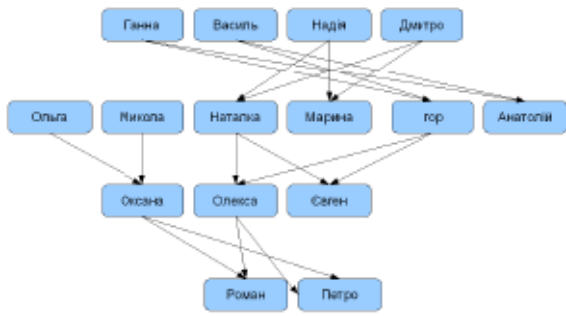 Ганна Василь Надія Дмитро
Ольга Микола Наталка Марина гор Анатолій
Оксана Олекса Євген
Роман Петро